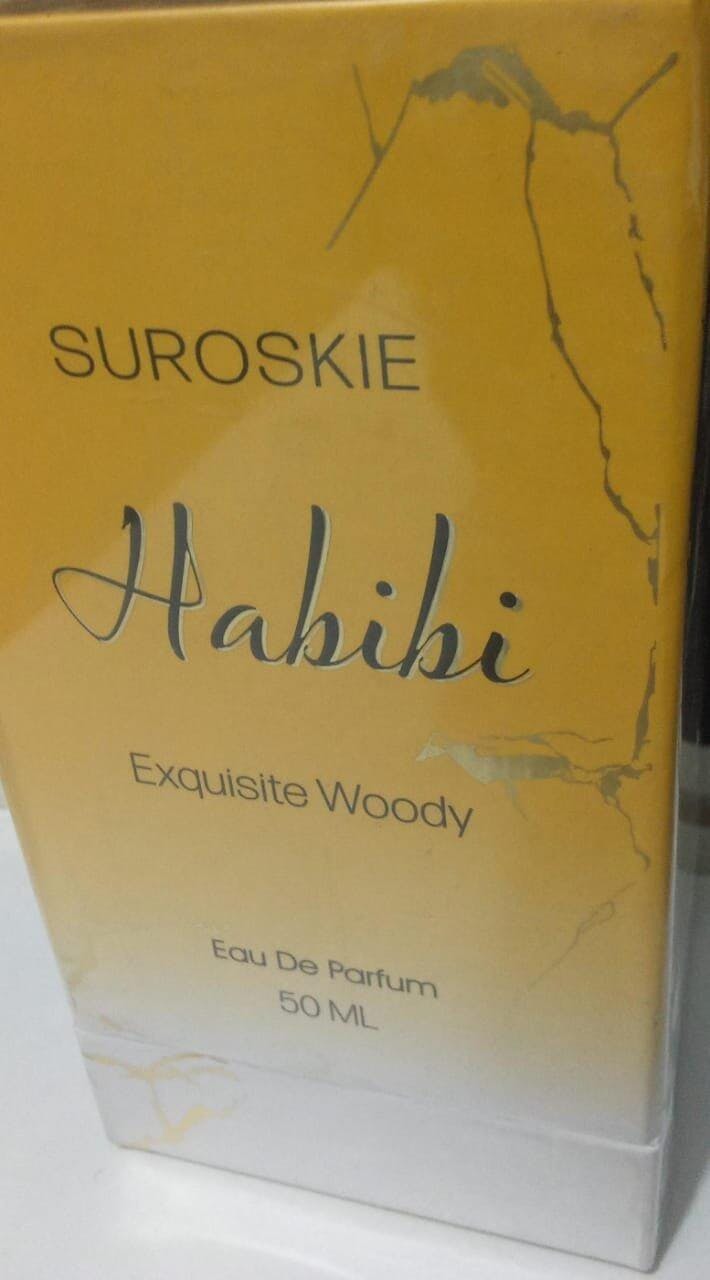 SUROSKIE
Habibi
Exquisite Woody
Eau De Parfum
50 ML